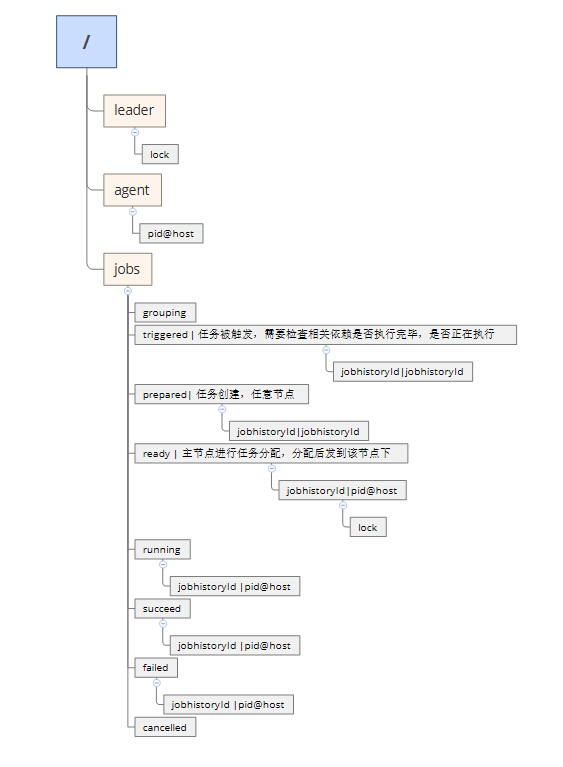 /
leader
lock
agent
pid@host
jobs
grouping
triggered| 任务被触发，需要检查相关依赖是否执行完毕，是否正在执行
jobhistoryId|jobhistoryId
prepared| 任务创建，任意节点
jobhistoryId|jobhistoryId
ready | 主节点进行任务分配，分配后发到该节点下
jobhistoryId|pid@host
lock
running
jobhistoryId |pid@host
succeed
jobhistoryId |pid@host
failed
jobhistoryId |pid@host
cancelled